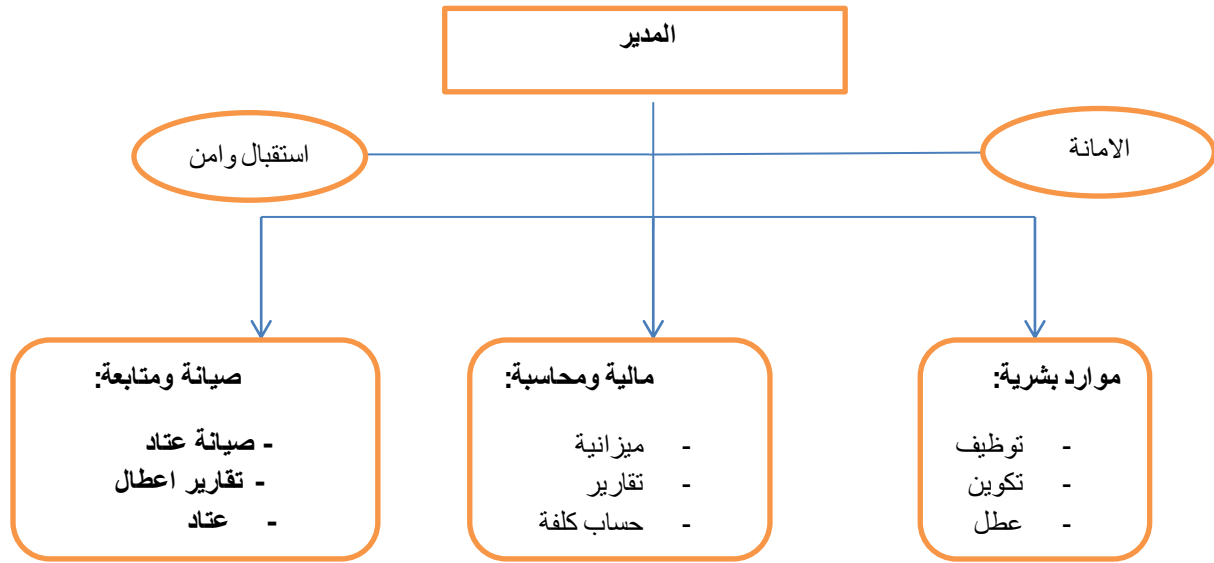 المدير
الامانة
استقبال وامن
موارد بشرية:
- توظيف
- تكوين
- عطل
مالية ومحاسبة:
- ميزانية
- تقارير
- حساب كلفة
صيانة ومتابعة:
- صيانة عتاد
- تقارير اعطال
- عتاد